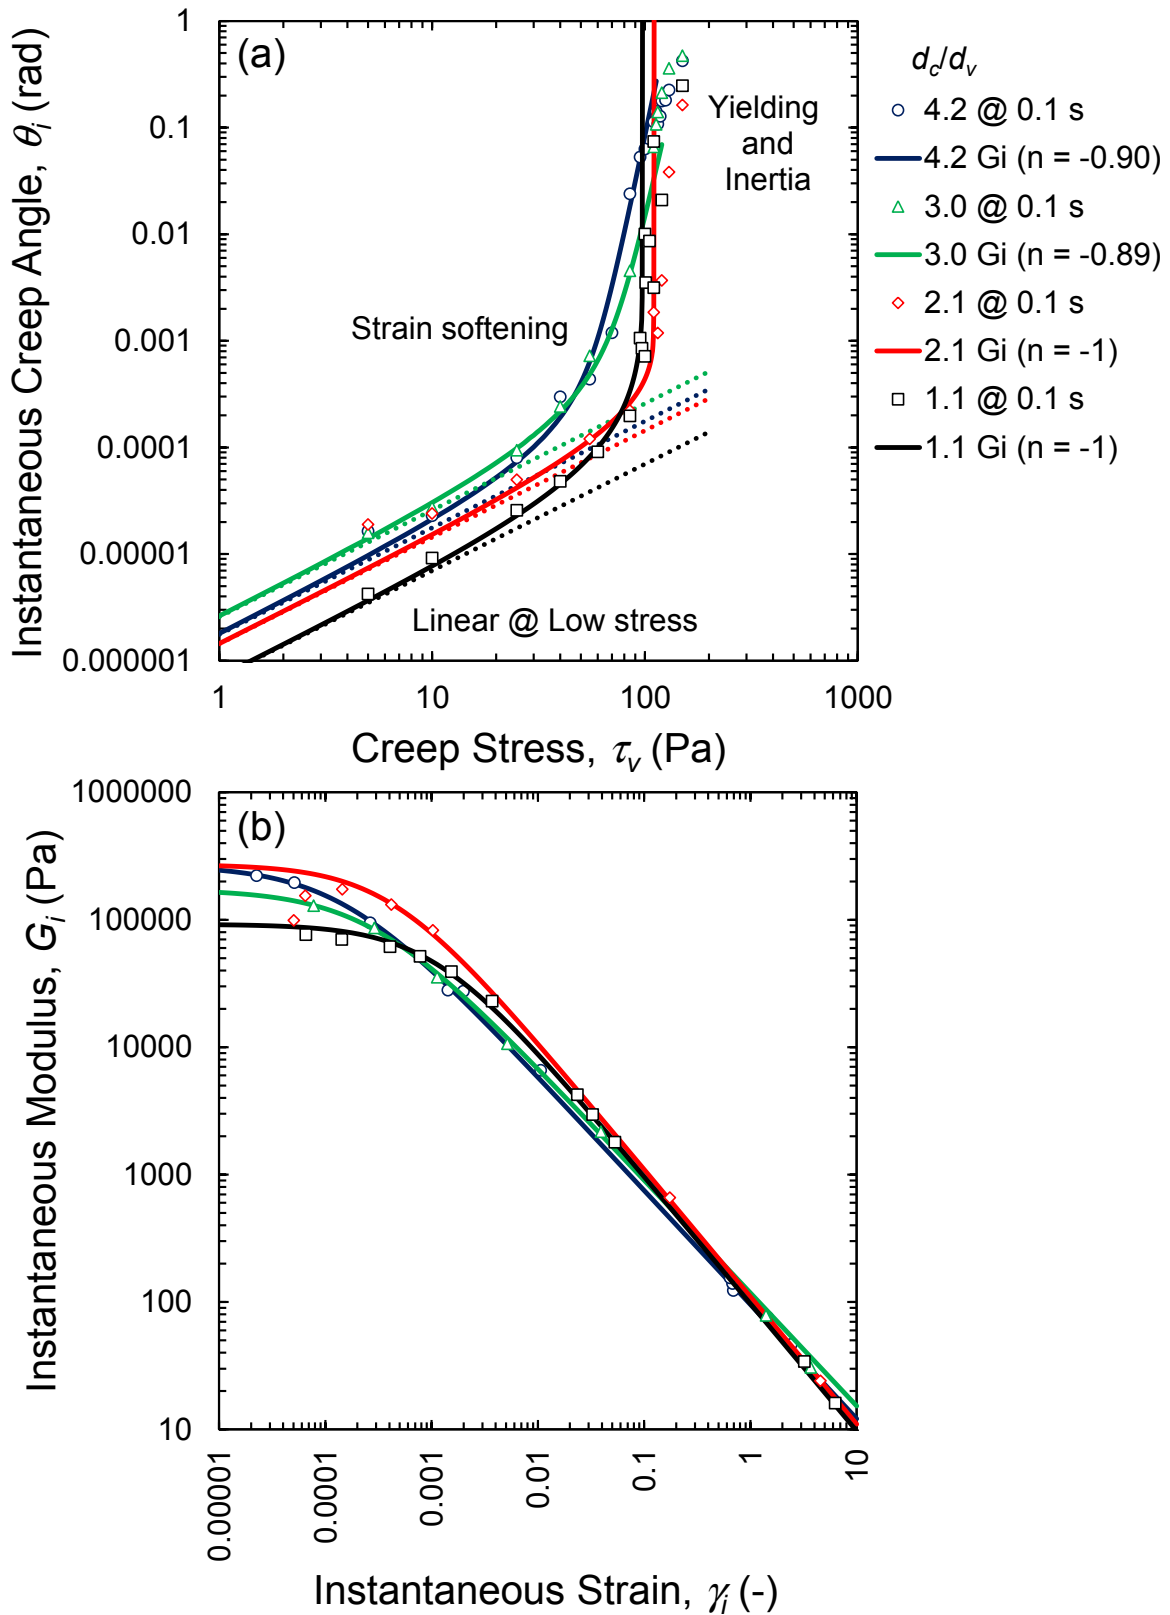 (a)
Instantaneous Creep Angle, θi (rad)
1
0.1
0.01
0.001
0.0001
0.00001
0.000001
Yielding
and
Inertia
Strain softening
Linear @ Low stress
1
10
100
1000
Creep Stress, τv (Pa)
dc/dv
4.2 @ 0.1 s
4.2 Gi (n = -0.90)
3.0 @ 0.1 s
3.0 Gi (n = -0.89)
2.1 @ 0.1 s
2.1 Gi (n = -1)
1.1 @ 0.1 s
1.1 Gi (n = -1)
(b)
Instantaneous Modulus, Gi (Pa)
1000000
100000
10000
1000
100
10
0.00001
0.0001
0.001
0.01
0.1
1
10
Instantaneous Strain, γi (-)